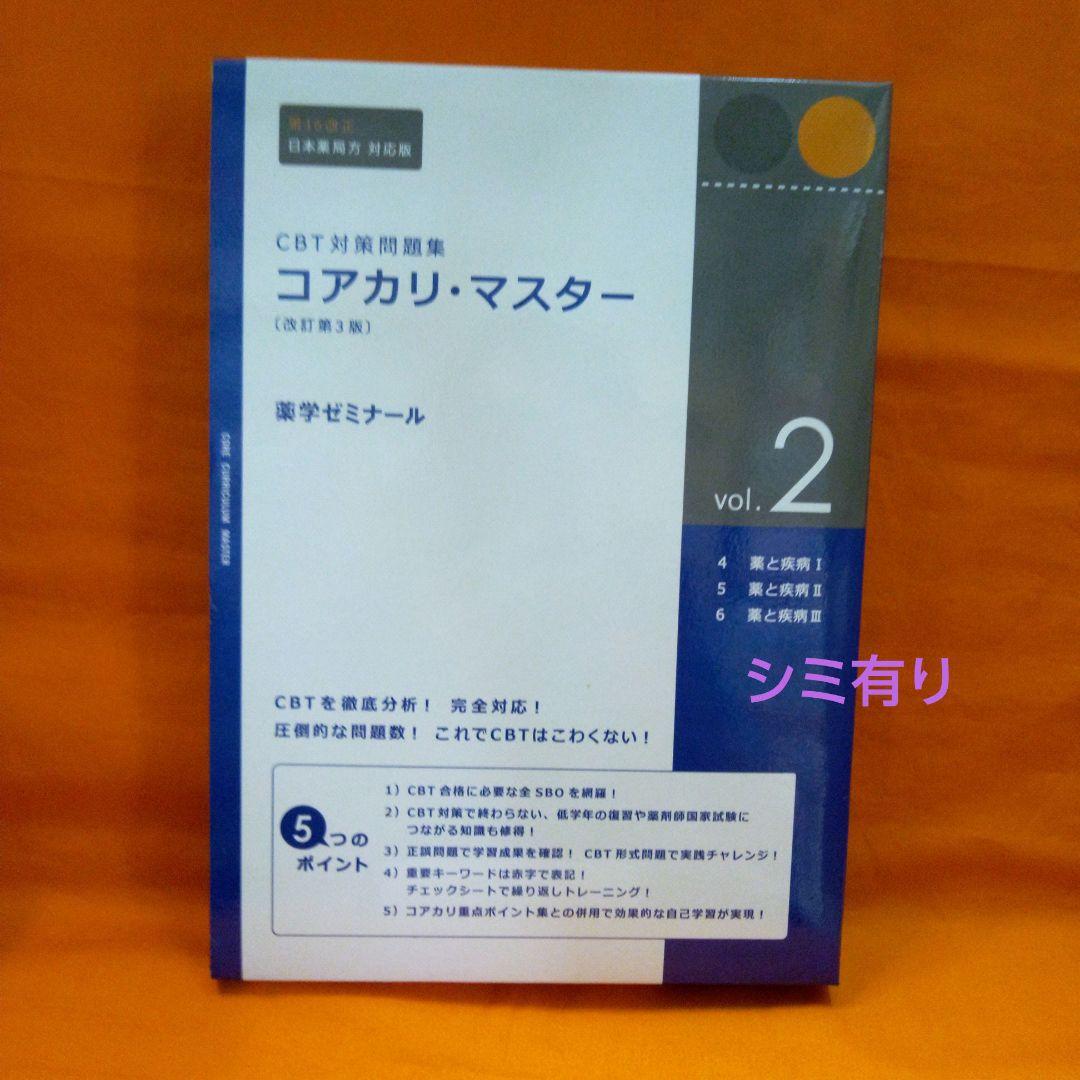 第16改正
日本薬局方 対応版
CBT対策問題集
コアカリ・マスター
〔改訂第3版〕
薬学ゼミナール
CORE CURRICULUM MASTER
vol. 2
4 薬と疾病Ⅰ
5 薬と疾病Ⅱ
6 薬と疾病Ⅲ
シミ有り
CBTを徹底分析！ 完全対応！
圧倒的な問題数！ これでCBTはこわくない！
5つの
ポイント
1）CBT合格に必要な全SBOを網羅！
2）CBT対策で終わらない、低学年の復習や薬剤師国家試験に
つながる知識も修得！
3）正誤問題で学習成果を確認！ CBT形式問題で実践チャレンジ！
4）重要キーワードは赤字で表記！
チェックシートで繰り返しトレーニング！
5）コアカリ重点ポイント集との併用で効果的な自己学習が実現！